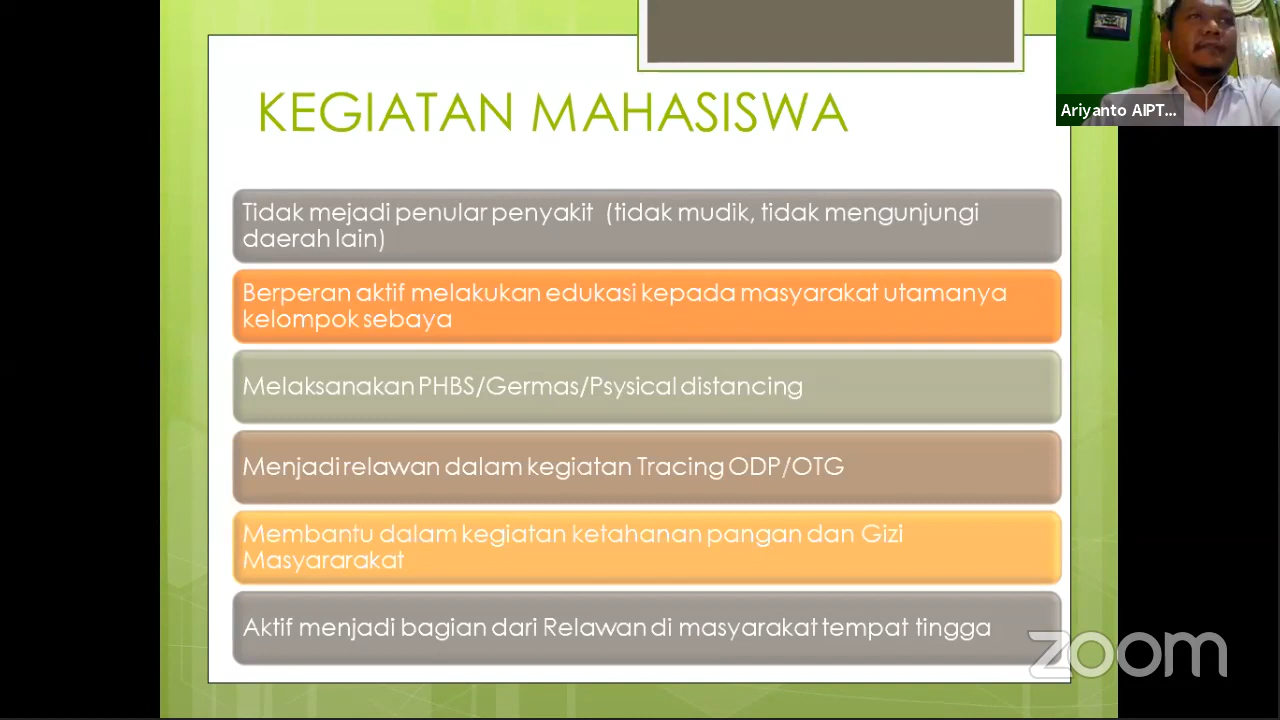 KEGIATAN MAHASISWA
Ariyanto AIPT...
Tidak mejadi penular penyakit (tidak mudik, tidak mengunjungi
daerah lain)
Berperan aktif melakukan edukasi kepada masyarakat utamanya
kelompok sebaya
Melaksanakan PHBS/Germas/Psysical distancing
Menjadi relawan dalam kegiatan Tracing ODP/OTG
Membantu dalam kegiatan ketahanan pangan dan Gizi
Masyararakat
Aktif menjadi bagian dari Relawan di masyarakat tempat tingga
zoom